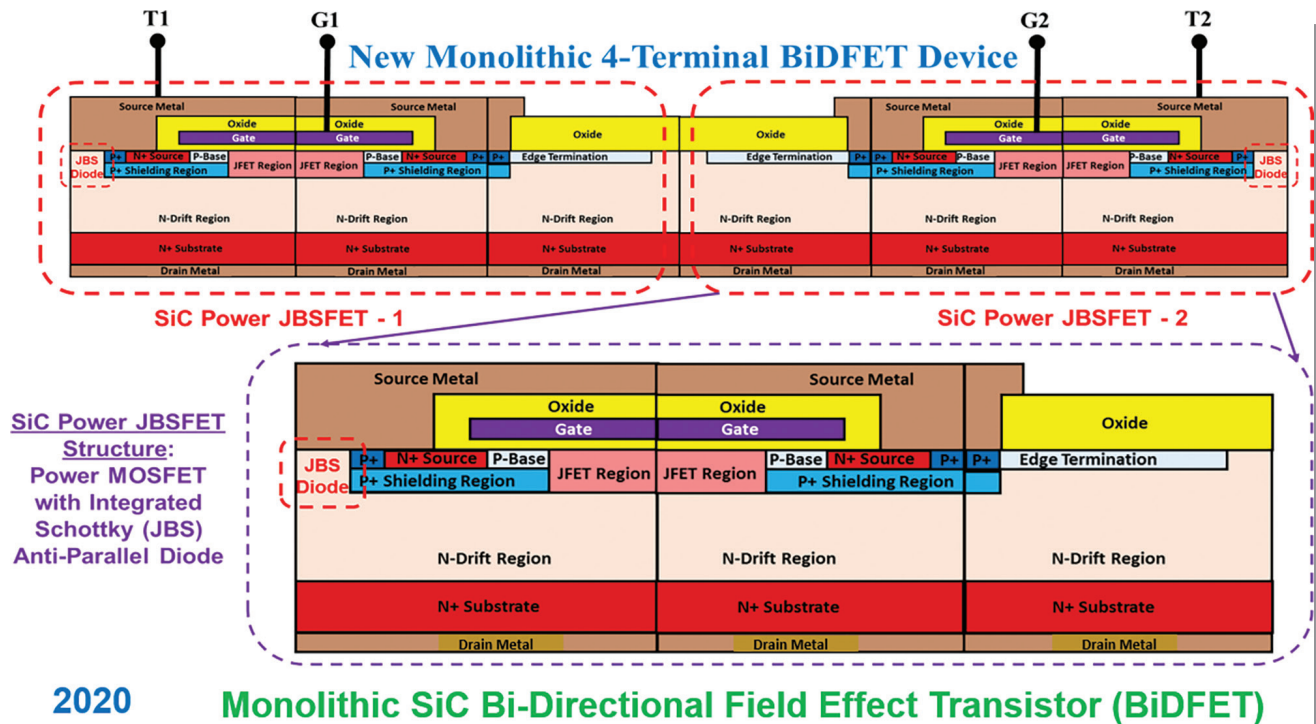 T1
G1
G2
T2
New Monolithic 4-Terminal BiDFET Device
Source Metal
Source Metal
Oxide
Oxide
Oxide
Oxide
Oxide
Oxide
Gate
Gate
Gate
Gate
JBS
Diode
P+
N+ Source
P-Base
JFET Region
JFET Region
P-Base
N+ Source
P+
P+
Edge Termination
Edge Termination
P+
P+
N+ Source
P-Base
JFET Region
JFET Region
P-Base
N+ Source
P+
JBS
Diode
P+ Shielding Region
P+ Shielding Region
P+ Shielding Region
P+ Shielding Region
N-Drift Region
N-Drift Region
N-Drift Region
N-Drift Region
N-Drift Region
N-Drift Region
N+ Substrate
N+ Substrate
N+ Substrate
N+ Substrate
N+ Substrate
N+ Substrate
Drain Metal
Drain Metal
Drain Metal
Drain Metal
Drain Metal
Drain Metal
SiC Power JBSFET - 1
SiC Power JBSFET - 2
SiC Power JBSFET
Structure:
Power MOSFET
with Integrated
Schottky (JBS)
Anti-Parallel Diode
Source Metal
Source Metal
Oxide
Oxide
Oxide
Gate
Gate
JBS
Diode
P+
N+ Source
P-Base
JFET Region
JFET Region
P-Base
N+ Source
P+
P+
Edge Termination
P+ Shielding Region
P+ Shielding Region
N-Drift Region
N-Drift Region
N-Drift Region
N+ Substrate
N+ Substrate
N+ Substrate
Drain Metal
Drain Metal
Drain Metal
2020
Monolithic SiC Bi-Directional Field Effect Transistor (BiDFET)